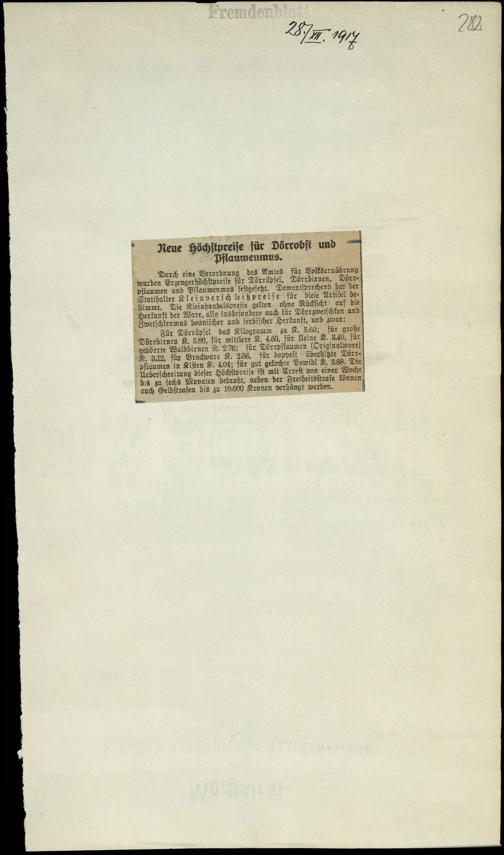 Fremdenblatt
28./XII. 1917
282
Neue Höchstpreise für Dörrobst und
Pflaumenmus.
Durch eine Verordnung des Amtes für Volksernährung
wurden Erzeugerhöchstpreise für Dörräpfel, Dörrbirnen, Dörr-
pflaumen und Pflaumenmus festgesetzt. Dementsprechend hat der
Statthalter Kleinverschleißpreise für diese Artikel be-
stimmt. Die Kleinhandelspreise gelten ohne Rücksicht auf die
Herkunft der Ware, also insbesondere auch für Dörrzwetschken und
Zwetschkenmus bosnischer und serbischer Herkunft, und zwar:
Für Dörräpfel das Kilogramm zu K. 5.60; für große
Dörrbirnen K. 5.80, für mittlere K. 4.60, für kleine K. 3.40, für
gedörrte Waldbirnen K. 2.76; für Dörrpflaumen (Originalware)
K. 3.12, für Brackware K. 2.56, für doppelt überhitzte Dörr-
pflaumen in Kisten K. 4.04; für gut gekochte Powidl K. 3.88. Die
Ueberschreitung dieser Höchstpreise ist mit Arrest von einer Woche
bis zu sechs Monaten bedroht, neben der Freiheitsstrafe können
auch Geldstrafen bis zu 10.000 Kronen verhängt werden.